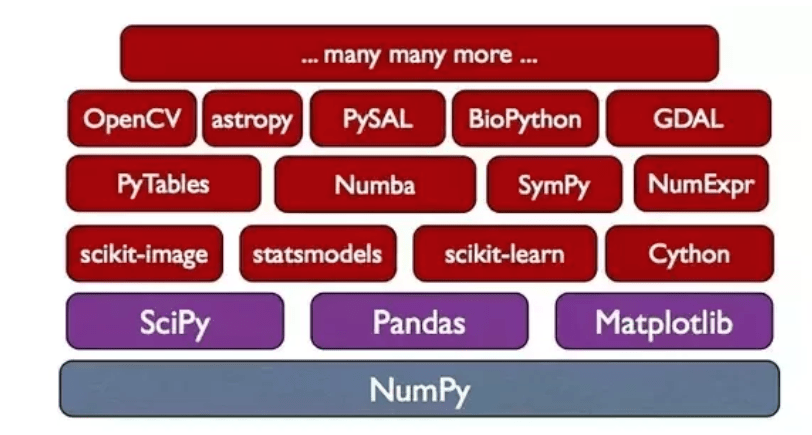 ... many many more ...
OpenCV astropy PySAL BioPython GDAL
PyTables Numba SymPy NumExpr
scikit-image statsmodels scikit-learn Cython
SciPy Pandas Matplotlib
NumPy